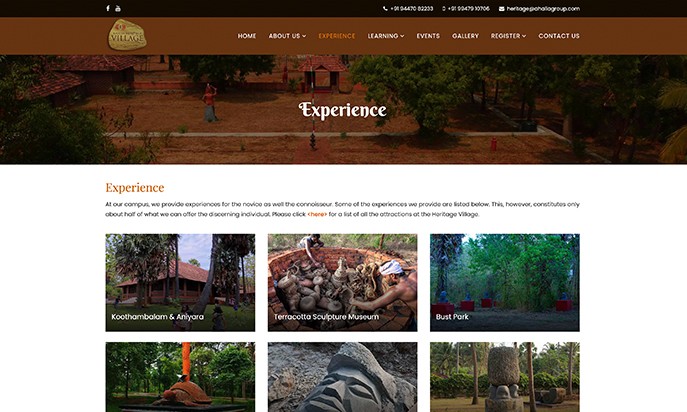 +91 94470 82233 +91 93479 10706 heritage@ahaliagroup.com
VILLAGE
HOME ABOUT US EXPERIENCE LEARNING EVENTS GALLERY REGISTER CONTACT US
Experience
Experience
At our campus, we provide experiences for the novice as well the connoisseur. Some of the experiences we provide are listed below. This, however, constitutes only
about half of what we can offer the discerning individual. Please click <here> for a list of all the attractions at the Heritage Village.
Koothambalam & Aniyara Terracotta Sculpture Museum Bust Park